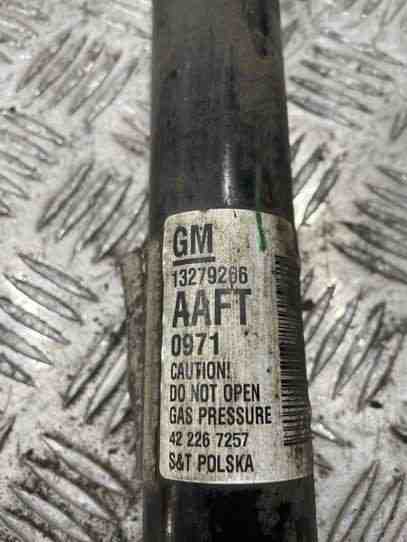 GM
13279266
AAFT
0971
CAUTION!
DO NOT OPEN
GAS PRESSURE
42 226 7257
S&T POLSKA